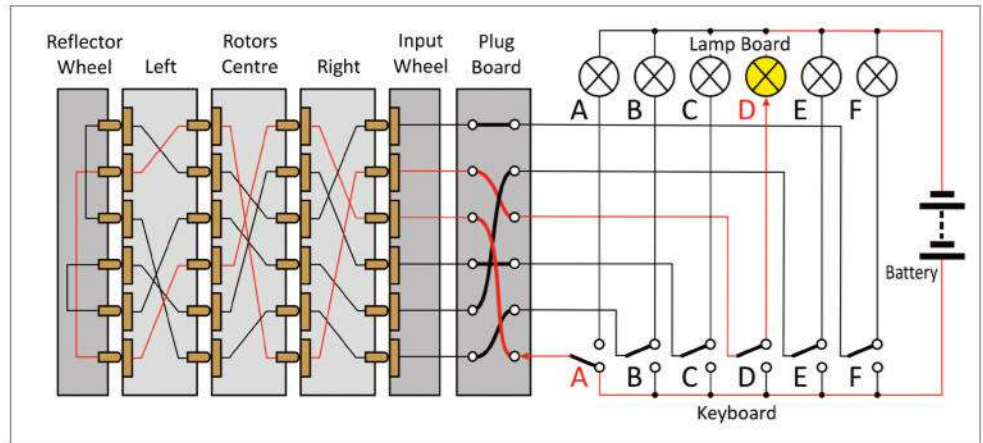 Reflector
Wheel
Left
Rotors
Centre
Right
Input
Wheel
Plug
Board
Lamp Board
A
B
C
D
E
F
Battery
A
B
C
D
E
F
Keyboard